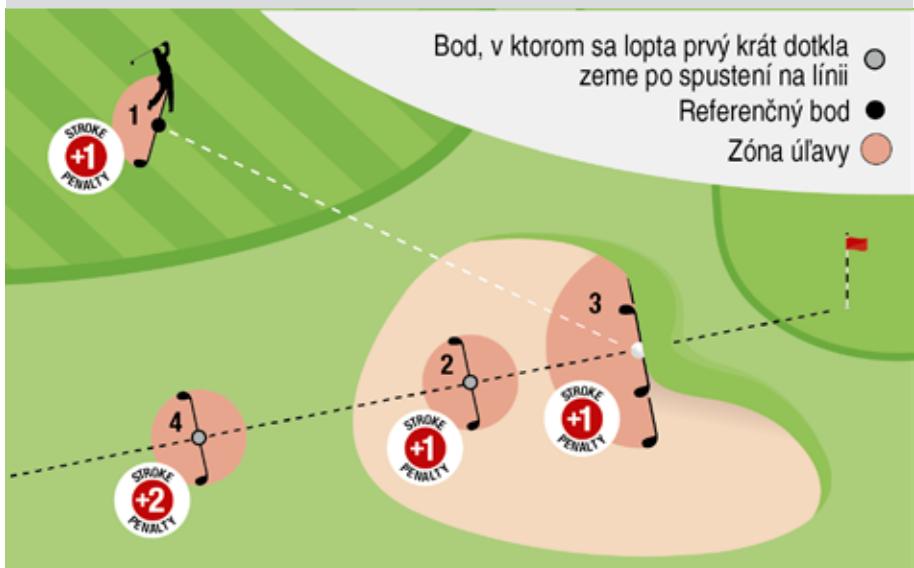 Bod, v ktorom sa lopta prvý krát dotkla
zeme po spustení na línii
Referenčný bod
Zóna úľavy
1
STROKE
+1
PENALTY
2
STROKE
+1
PENALTY
3
STROKE
+1
PENALTY
4
STROKE
+2
PENALTY